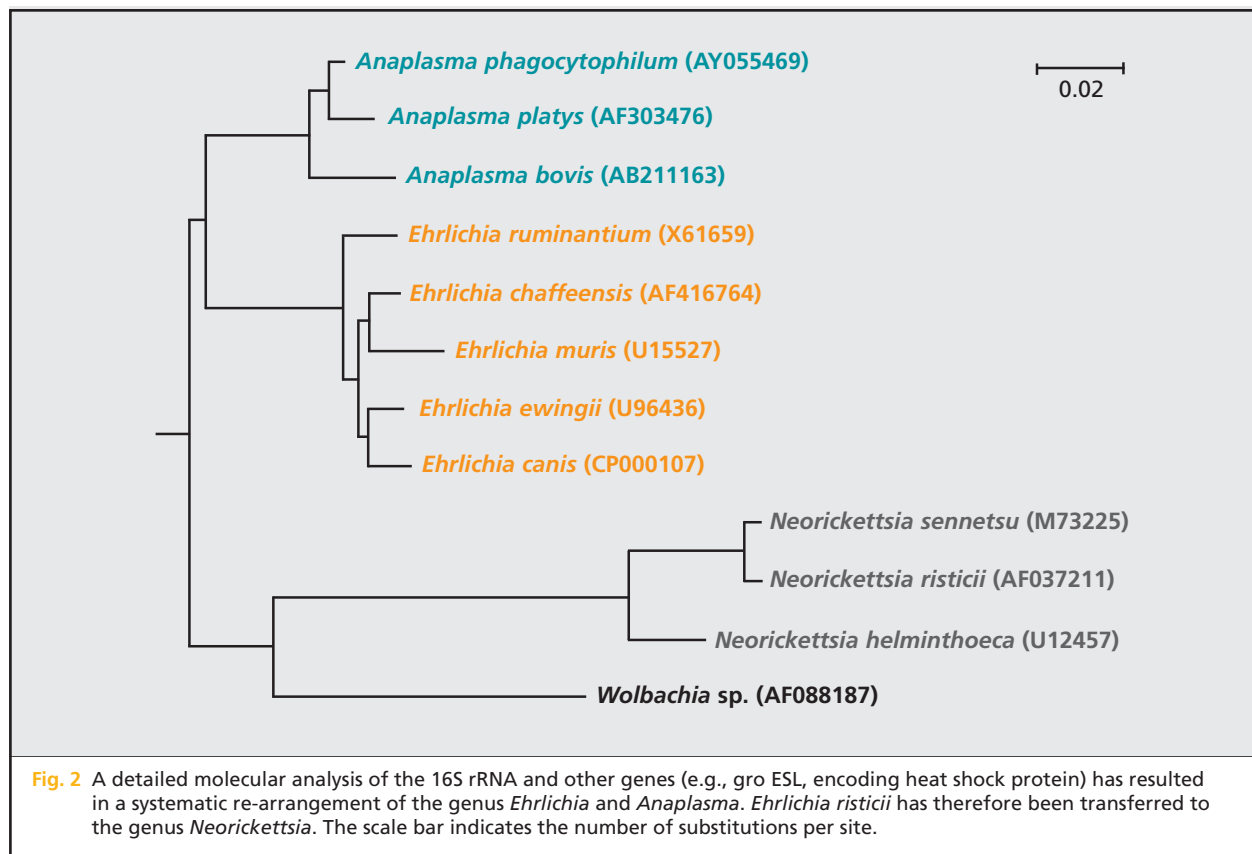 Anaplasma phagocytophilum (AY055469)
0.02
Anaplasma platys (AF303476)
Anaplasma bovis (AB211163)
Ehrlichia ruminantium (X61659)
Ehrlichia chaffeensis (AF416764)
Ehrlichia muris (U15527)
Ehrlichia ewingii (U96436)
Ehrlichia canis (CP000107)
Neorickettsia sennetsu (M73225)
Neorickettsia risticii (AF037211)
Neorickettsia helminthoeca (U12457)
Wolbachia sp. (AF088187)
Fig. 2 A detailed molecular analysis of the 16S rRNA and other genes (e.g., gro ESL, encoding heat shock protein) has resulted
in a systematic re-arrangement of the genus Ehrlichia and Anaplasma. Ehrlichia risticii has therefore been transferred to
the genus Neorickettsia. The scale bar indicates the number of substitutions per site.